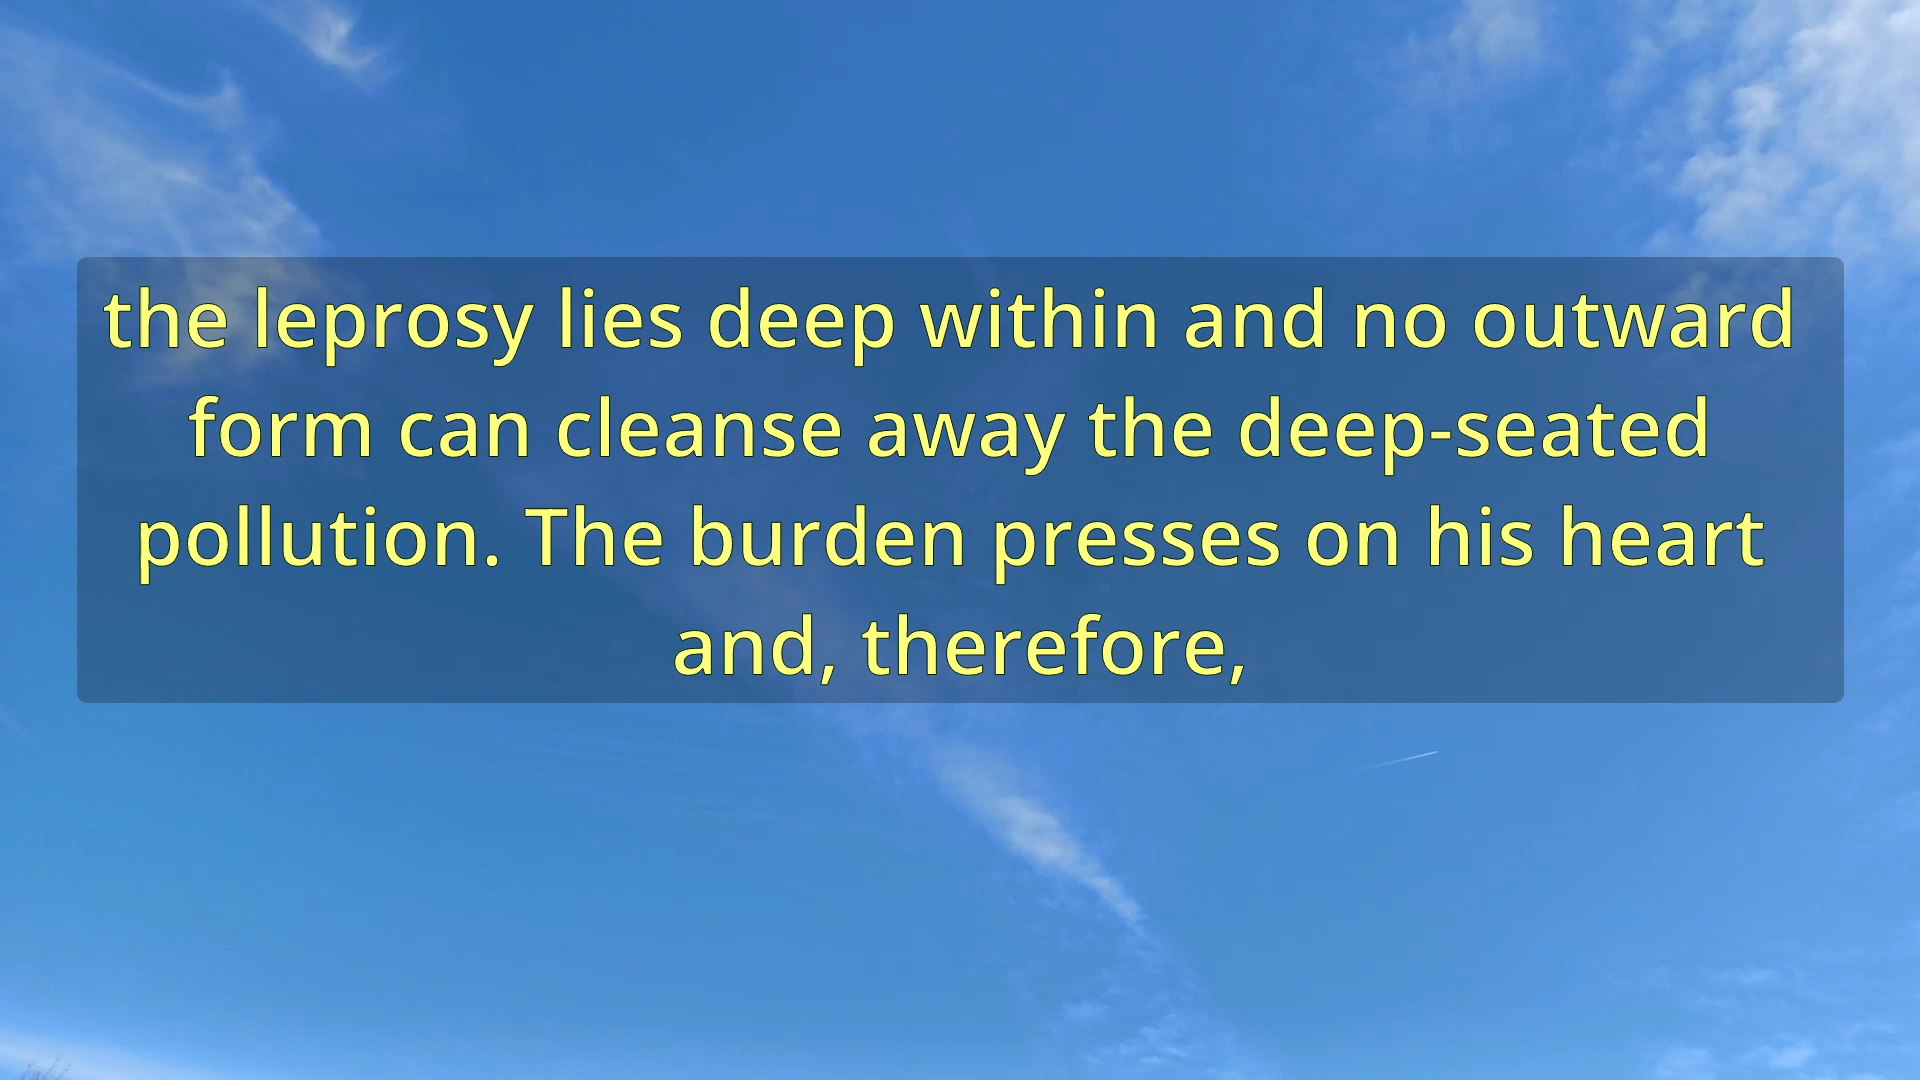 the leprosy lies deep within and no outward
form can cleanse away the deep-seated
pollution. The burden presses on his heart
and, therefore,